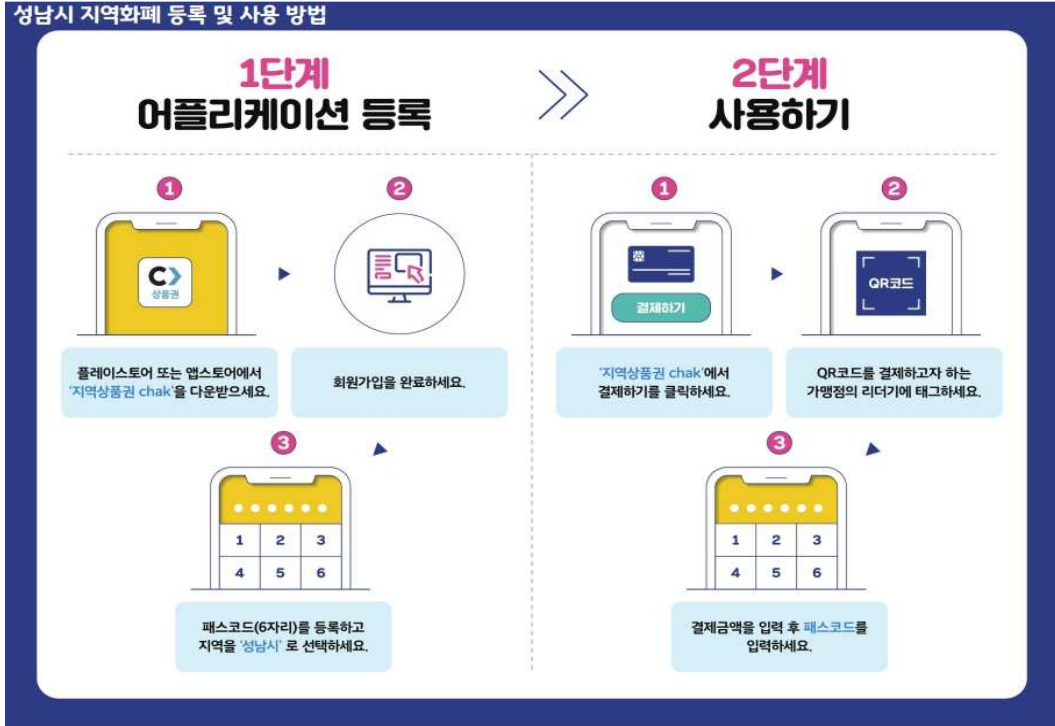 성남시 지역화폐 등록 및 사용 방법
1단계
어플리케이션 등록
1
C
상품권
플레이스토어 또는 앱스토어에서
'지역상품권 chak'을 다운받으세요.
2
회원가입을 완료하세요.
3
1 2 3
4 5 6
패스코드(6자리)를 등록하고
지역을 '성남시' 로 선택하세요.
2단계
사용하기
1
결제하기
'지역상품권 chak'에서
결제하기를 클릭하세요.
2
QR코드
QR코드를 결제하고자 하는
가맹점의 리더기에 태그하세요.
3
1 2 3
4 5 6
결제금액을 입력 후 패스코드를
입력하세요.